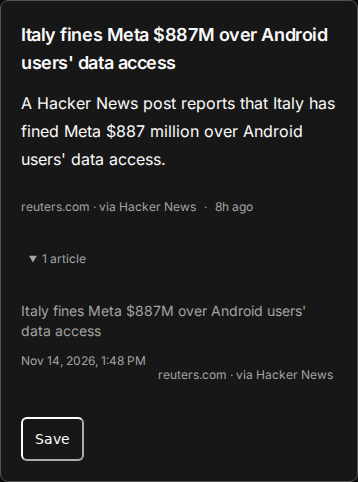 Italy fines Meta $887M over Android
users' data access
A Hacker News post reports that Italy has
fined Meta $887 million over Android
users' data access.
reuters.com · via Hacker News · 8h ago
▼ 1 article
Italy fines Meta $887M over Android users'
data access
Nov 14, 2026, 1:48 PM
reuters.com · via Hacker News
Save